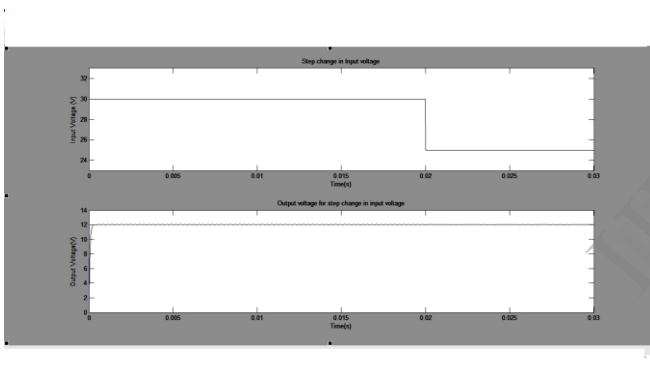 Step change in Input voltage
32
30
28
26
24
Input Voltage (V)
0 0.005 0.01 0.015 0.02 0.025 0.03
Time(s)
Output voltage for step change in input voltage
14
12
10
8
6
4
2
0
Output Voltage(V)
0 0.005 0.01 0.015 0.02 0.025 0.03
Time(s)